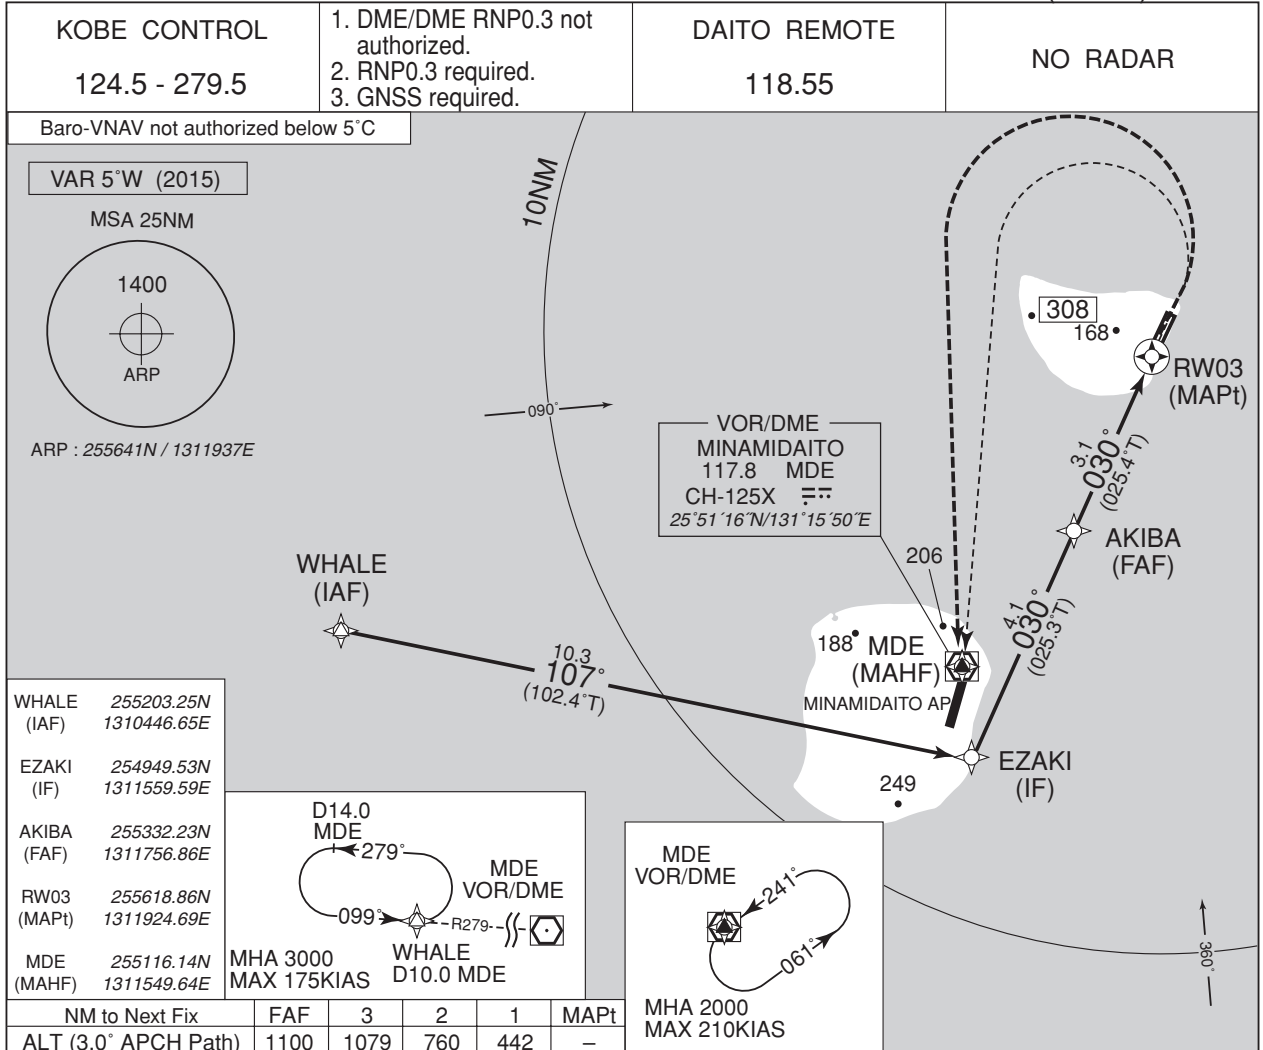 KOBE CONTROL
124.5 - 279.5
1. DME/DME RNP0.3 not
authorized.
2. RNP0.3 required.
3. GNSS required.
DAITO REMOTE
118.55
NO RADAR
Baro-VNAV not authorized below 5˚C
VAR 5˚W (2015)
MSA 25NM
1400
ARP
ARP : 255641N / 1311937E
10NM
090˚
308
168
RW03
(MAPt)
3.1
030˚
(025.4˚T)
VOR/DME
MINAMIDAITO
117.8 MDE
CH-125X
25˚51´16˝N/131˚15´50˝E
AKIBA
(FAF)
206
4.1
030˚
(025.3˚T)
WHALE
(IAF)
188
MDE
(MAHF)
MINAMIDAITO AP
10.3
107˚
(102.4˚T)
EZAKI
(IF)
249
WHALE 255203.25N
(IAF) 1310446.65E
EZAKI 254949.53N
(IF) 1311559.59E
AKIBA 255332.23N
(FAF) 1311756.86E
RW03 255618.86N
(MAPt) 1311924.69E
MDE 255116.14N
(MAHF) 1311549.64E
D14.0
MDE
279˚
099˚
MDE
VOR/DME
R279
WHALE
D10.0 MDE
MHA 3000
MAX 175KIAS
MDE
VOR/DME
241˚
061˚
MHA 2000
MAX 210KIAS
360˚
NM to Next Fix FAF 3 2 1 MAPt
ALT (3.0˚ APCH Path) 1100 1079 760 442 –